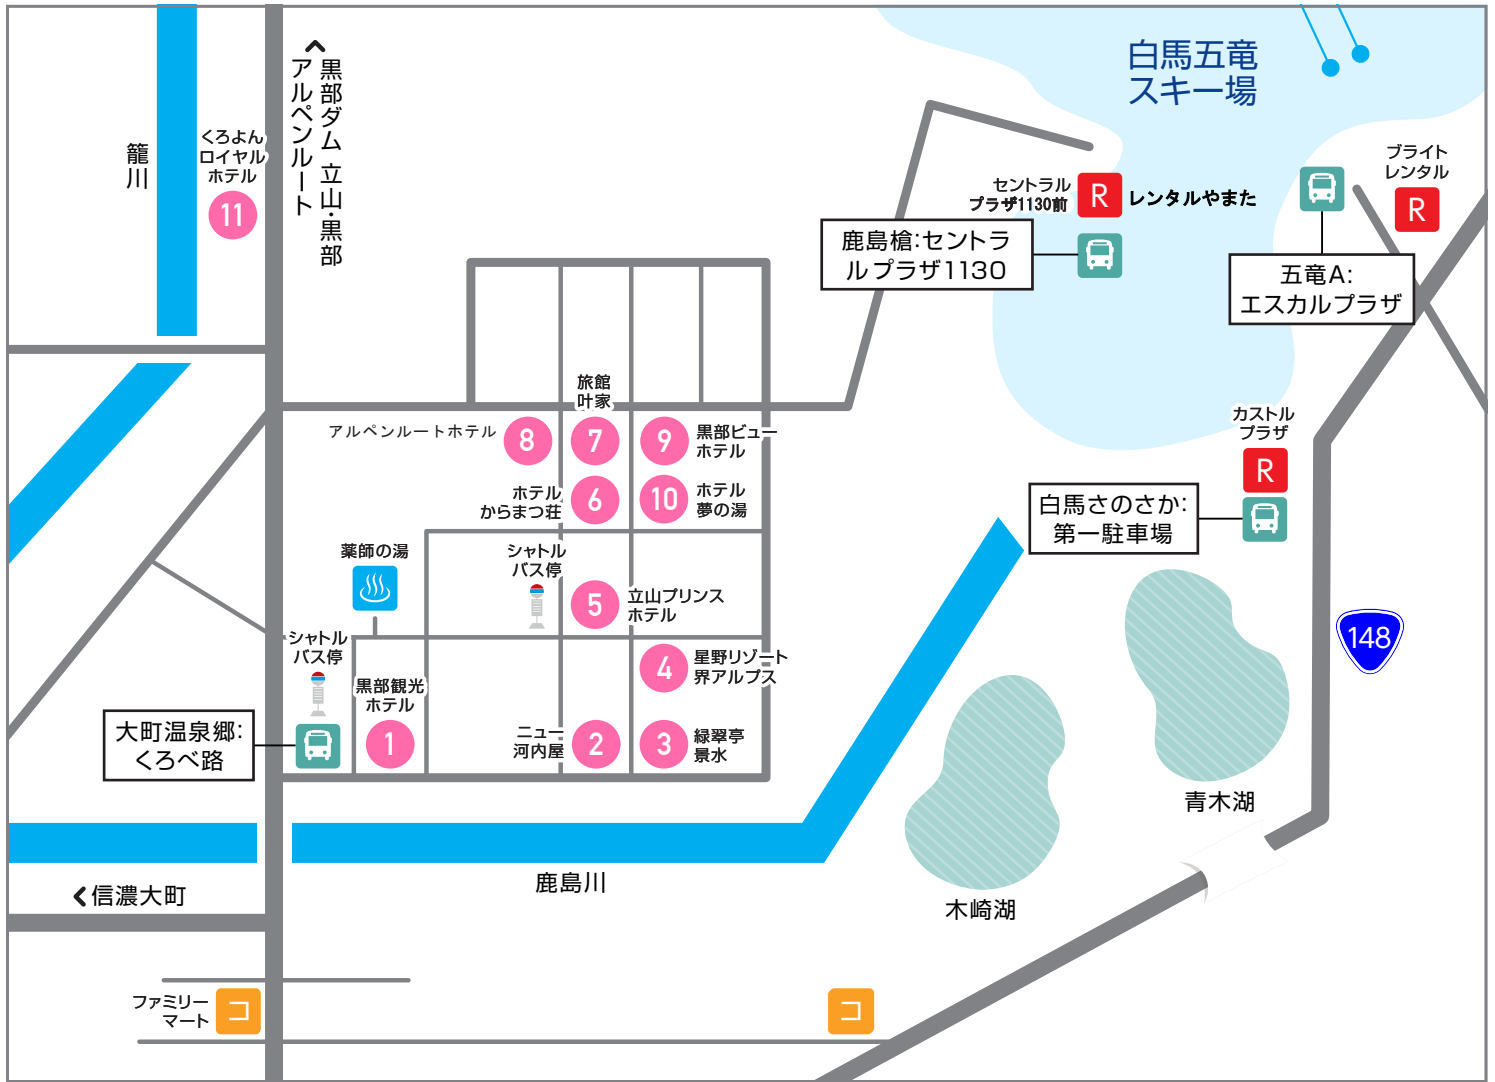 白馬五竜
スキー場
黒部ダム 立山・黒部
アルペンルート
籠川
くろよん
ロイヤル
ホテル
11
セントラル
プラザ1130前
R
レンタルやまた
鹿島槍:セントラ
ルプラザ1130
ブライト
レンタル
R
五竜A:
エスカルプラザ
旅館
叶家
7
アルペンルートホテル
8
9
黒部ビュー
ホテル
ホテル
からまつ荘
6
10
ホテル
夢の湯
カストル
プラザ
R
白馬さのさか:
第一駐車場
薬師の湯
シャトル
バス停
5
立山プリンス
ホテル
シャトル
バス停
4
星野リゾート
界アルプス
148
黒部観光
ホテル
1
大町温泉郷:
くろべ路
ニュー
河内屋
2
3
緑翠亭
景水
青木湖
木崎湖
鹿島川
信濃大町
ファミリー
マート
コ
コ